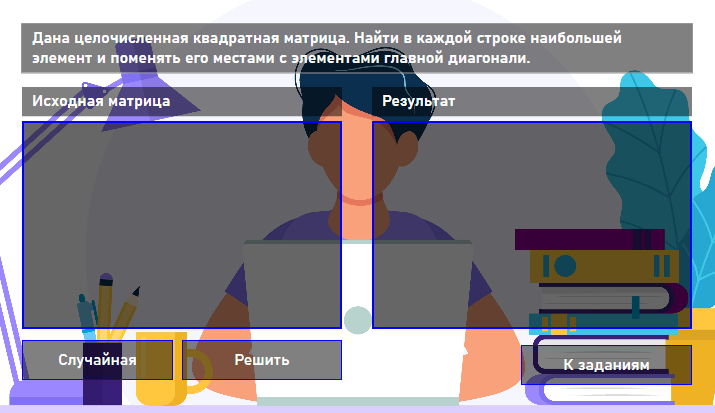 Дана целочисленная квадратная матрица. Найти в каждой строке наибольшей
элемент и поменять его местами с элементами главной диагонали.
Исходная матрица
Результат
Случайная
Решить
К заданиям